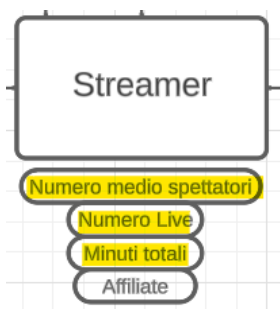 Streamer
Numero medio spettatori
Numero Live
Minuti totali
Affiliate